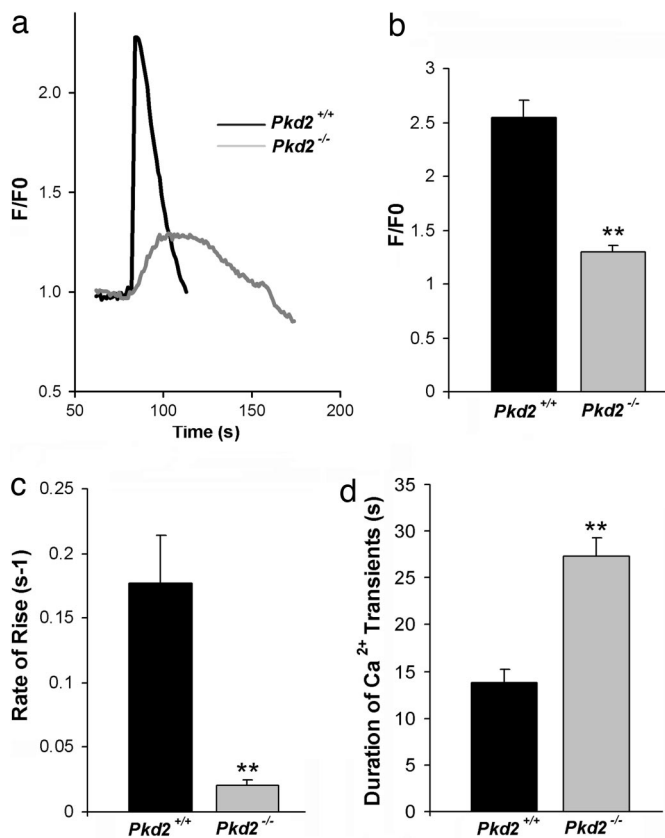 a
F/F0
2.0
1.5
1.0
0.5
50
100
150
200
Time (s)
Pkd2 +/+
Pkd2 -/-
b
F/F0
3
2.5
2
1.5
1
0.5
0
**
Pkd2 +/+
Pkd2 -/-
c
Rate of Rise (s-1)
0.25
0.2
0.15
0.1
0.05
0
**
Pkd2 +/+
Pkd2 -/-
d
Duration of Ca 2+ Transients (s)
35
30
25
20
15
10
5
0
**
Pkd2 +/+
Pkd2 -/-